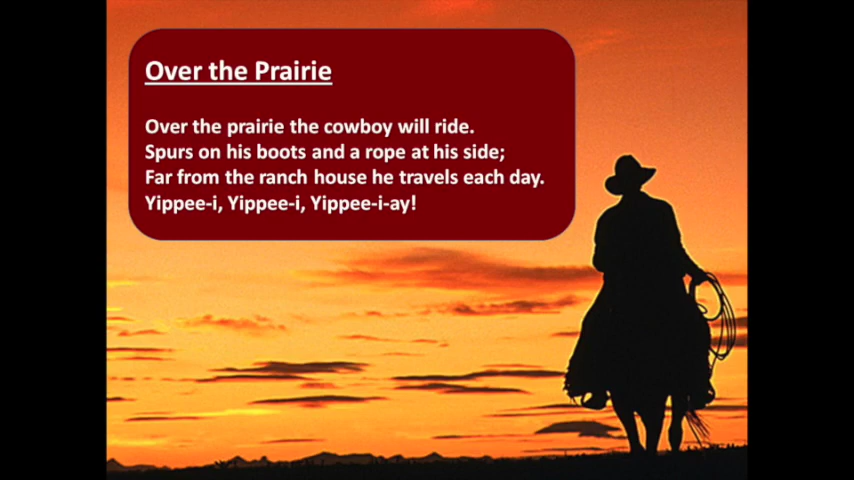 Over the Prairie
Over the prairie the cowboy will ride.
Spurs on his boots and a rope at his side;
Far from the ranch house he travels each day.
Yippee-i, Yippee-i, Yippee-i-ay!